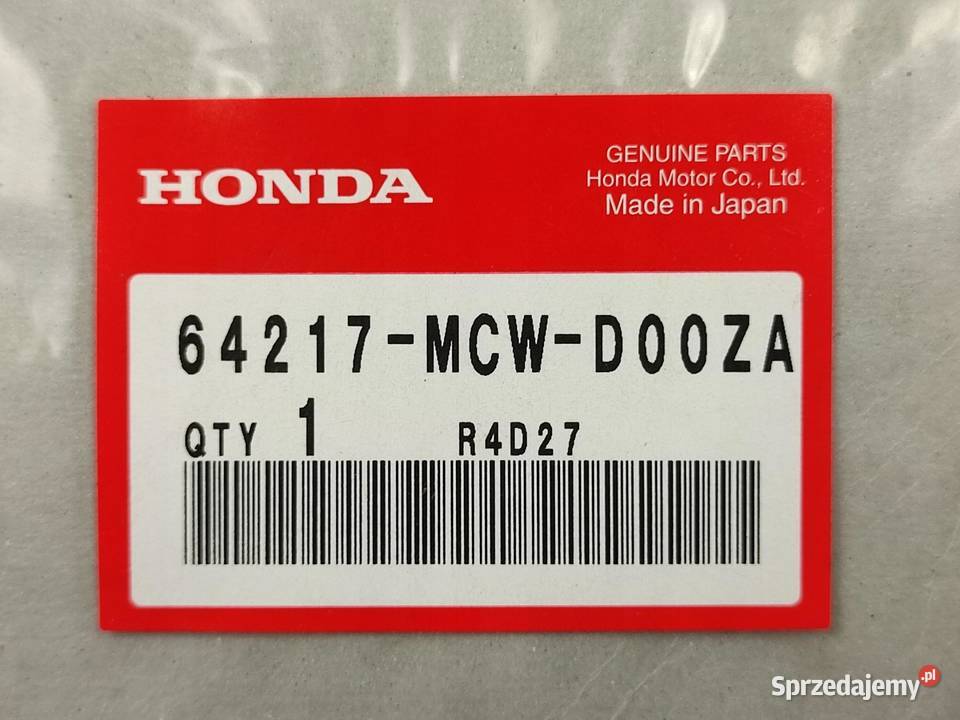 HONDA
GENUINE PARTS
Honda Motor Co., Ltd.
Made in Japan
64217-MCW-D00ZA
QTY 1 R4D27
Sprzedajemy.pl